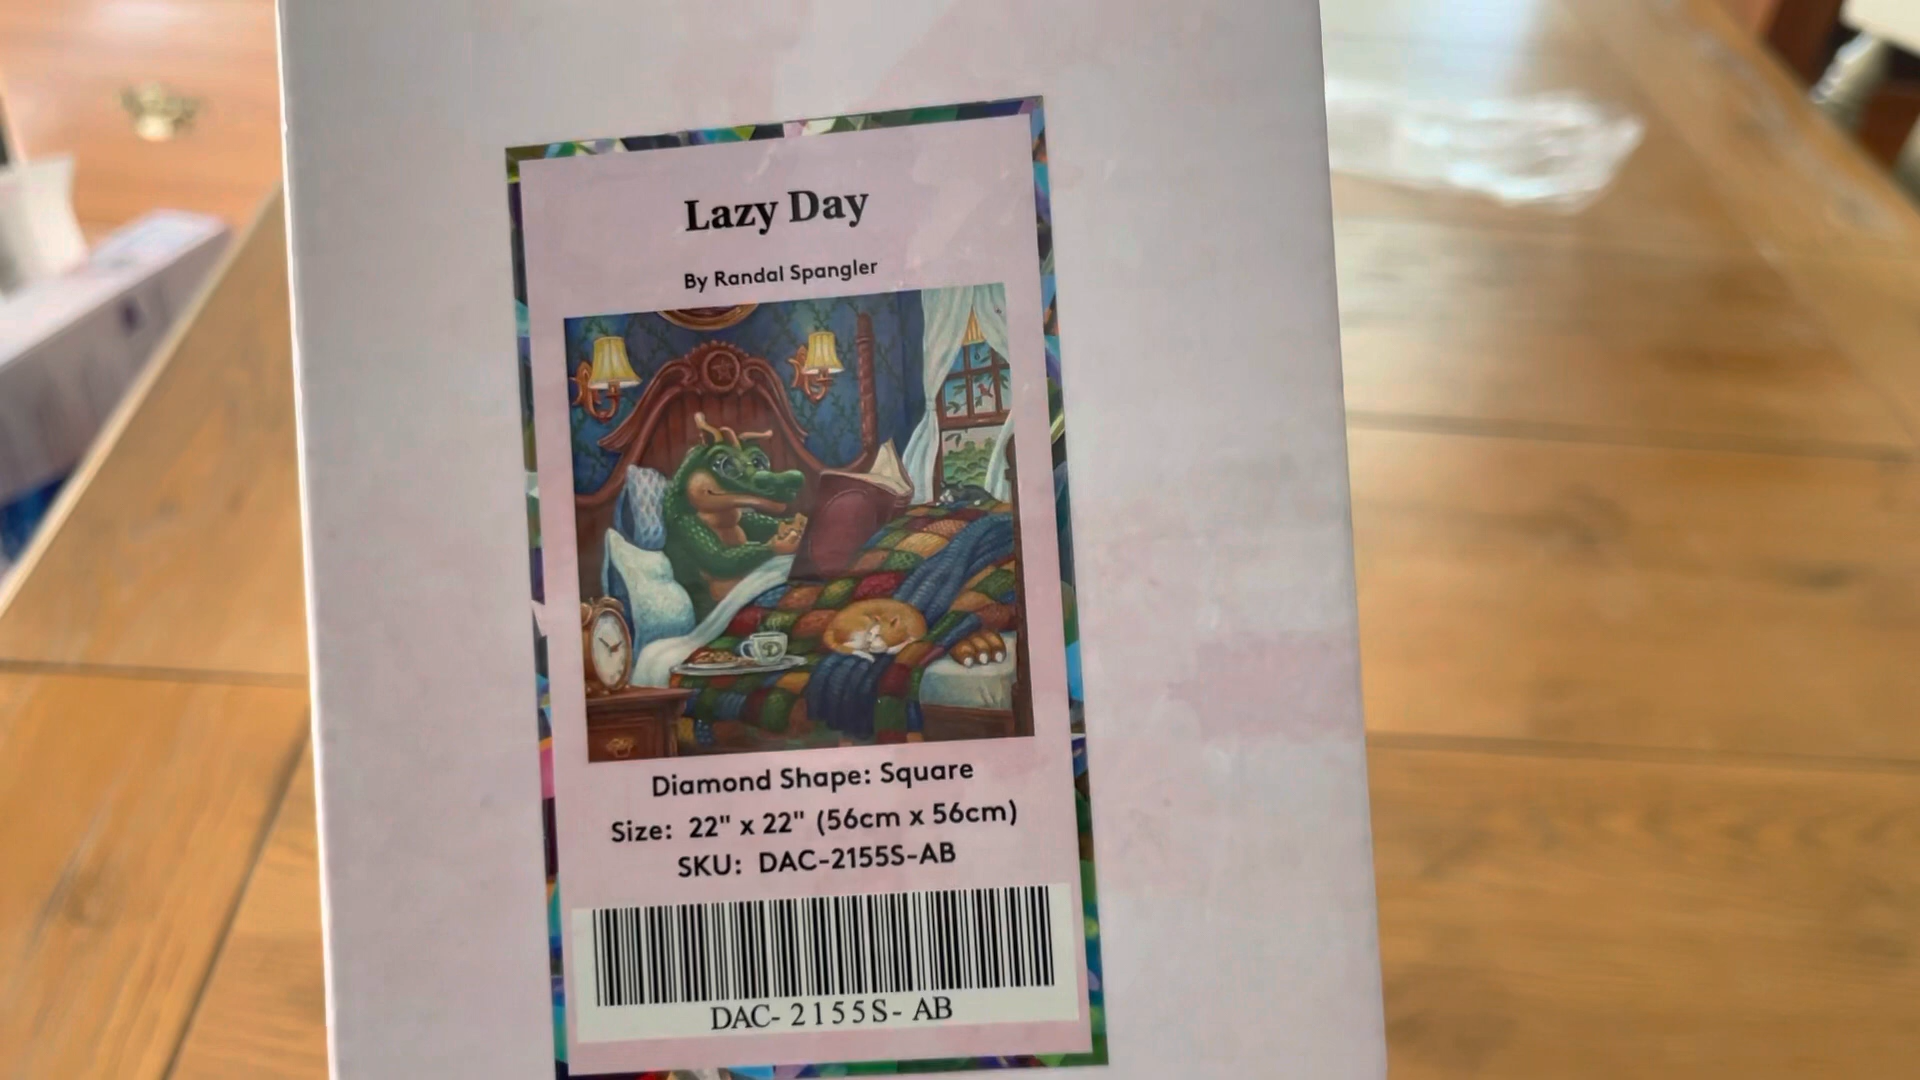 Lazy Day
By Randal Spangler
Diamond Shape: Square
Size: 22" x 22" (56cm x 56cm)
SKU: DAC-2155S-AB
DAC- 2155S- AB